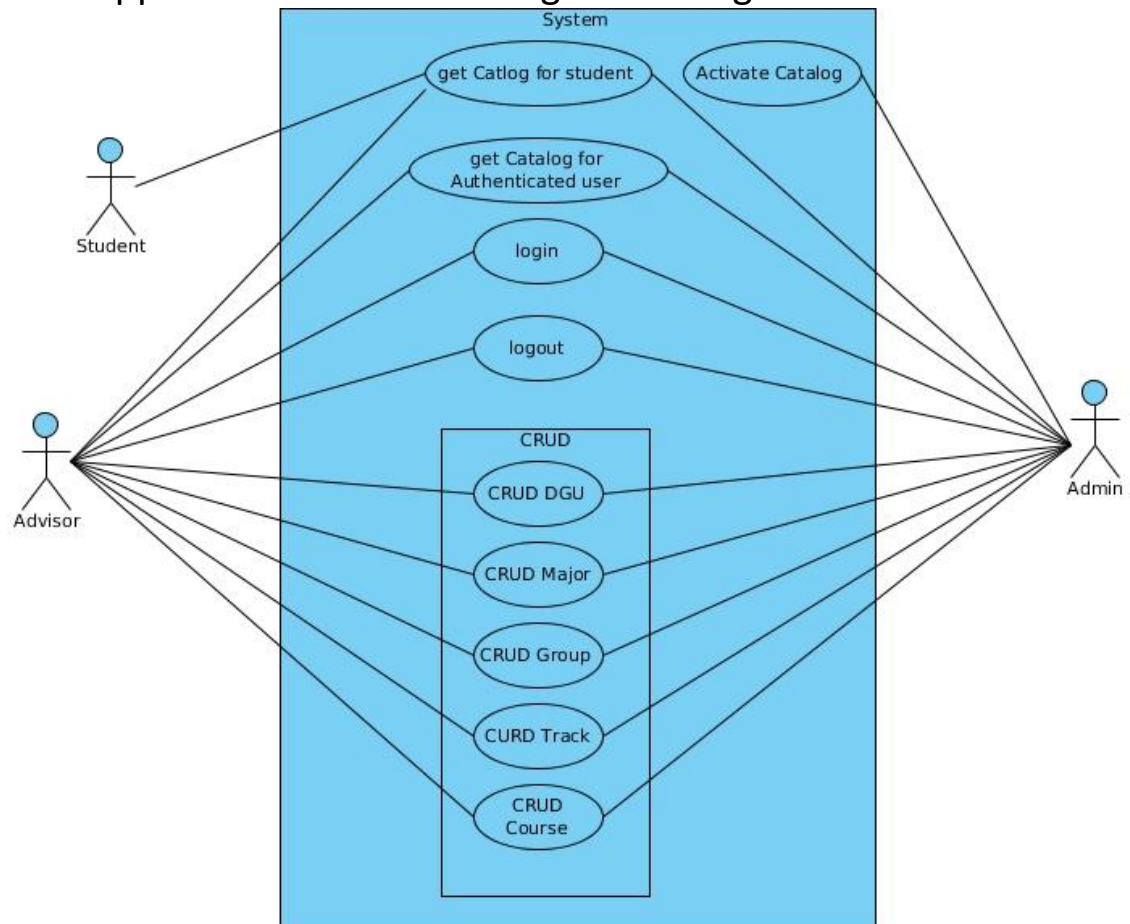 System
get Catlog for student
Activate Catalog
get Catalog for
Authenticated user
Student
login
logout
Advisor
Admin
CRUD
CRUD DGU
CRUD Major
CRUD Group
CURD Track
CRUD
Course